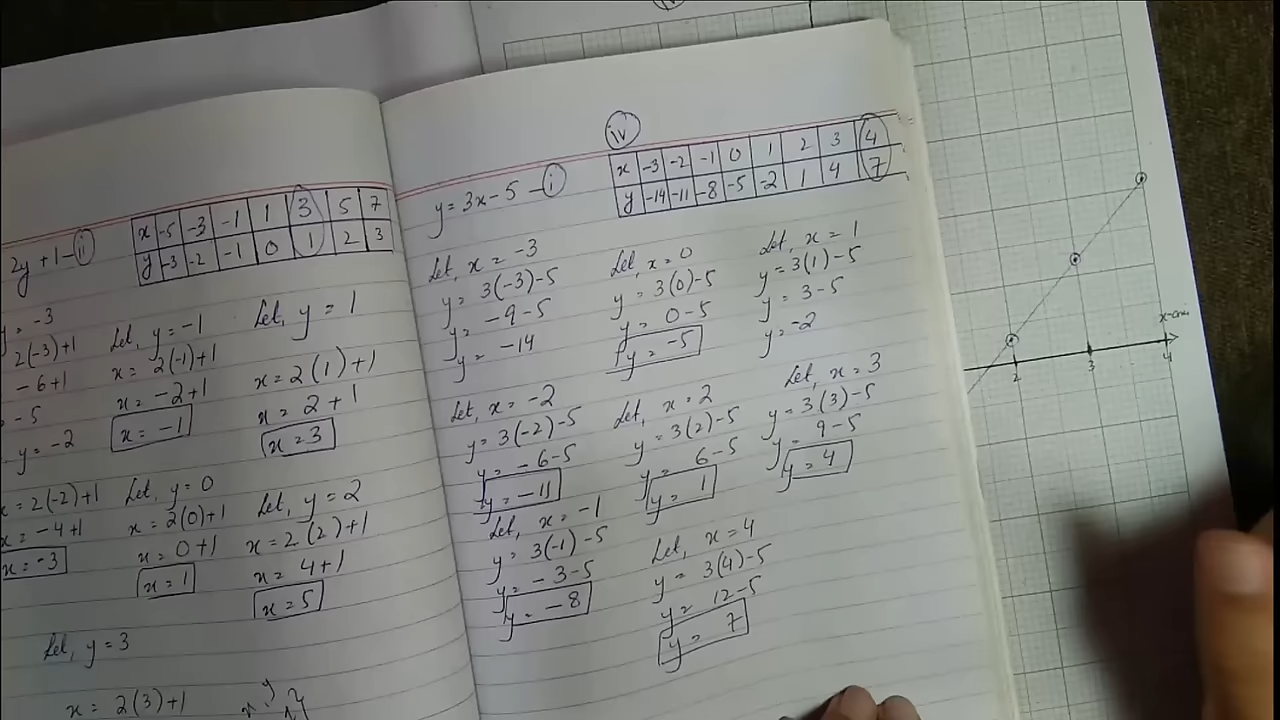 2y + 1 - ii
x -5 -3 -1 1 3 5 7
y -3 -2 -1 0 1 2 3
y = -3
2(-3)+1
-6+1
-5
y = -2
x = 2(-2)+1
x = -4+1
x = -3
Let, y = -1
x = 2(-1)+1
x = -2+1
x = -1
Let, y = 0
x = 2(0)+1
x = 0+1
x = 1
Let, y = 1
x = 2(1)+1
x = 2+1
x = 3
Let, y = 2
x = 2(2)+1
x = 4+1
x = 5
Let, y = 3
x = 2(3)+1
iv
y = 3x - 5 - i
x -3 -2 -1 0 1 2 3 4
y -14 -11 -8 -5 -2 1 4 7
Let, x = -3
y = 3(-3)-5
y = -9-5
y = -14
Let, x = -2
y = 3(-2)-5
y = -6-5
y = -11
Let, x = -1
y = 3(-1)-5
y = -3-5
y = -8
Let, x = 0
y = 3(0)-5
y = 0-5
y = -5
Let, x = 2
y = 3(2)-5
y = 6-5
y = 1
Let, x = 4
y = 3(4)-5
y = 12-5
y = 7
Let, x = 1
y = 3(1)-5
y = 3-5
y = -2
Let, x = 3
y = 3(3)-5
y = 9-5
y = 4
x-axis
2 3 4